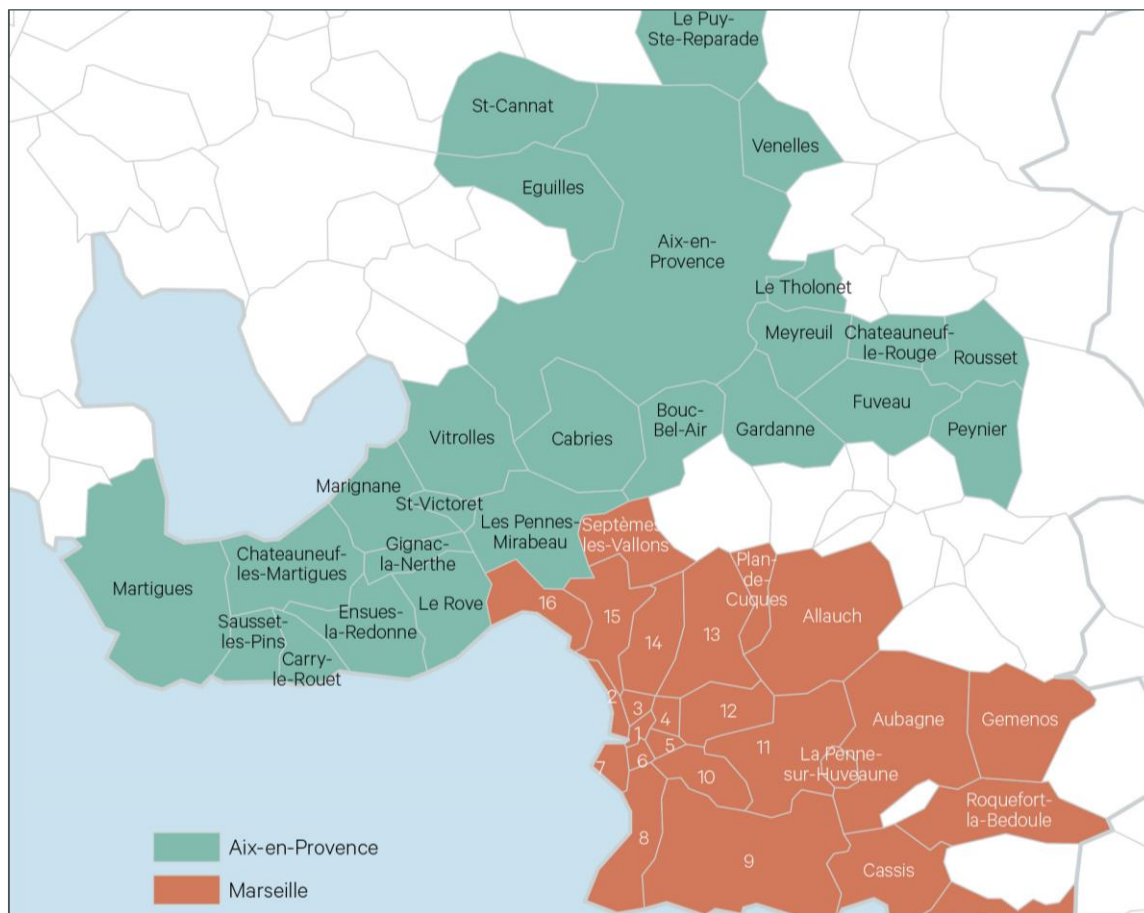 Le Puy-
Ste-Reparade
St-Cannat
Venelles
Eguilles
Aix-en-
Provence
Le Tholonet
Meyreuil
Chateauneuf-
le-Rouge
Rousset
Fuveau
Peynier
Bouc-
Bel-Air
Gardanne
Vitrolles
Cabries
Marignane
St-Victoret
Les Pennes-
Mirabeau
Septèmes-
les-Vallons
Gignac-
la-Nerthe
Chateauneuf-
les-Martigues
Martigues
Plan-
de-
Cuques
Allauch
Le Rove
Ensues-
la-Redonne
Sausset-
les-Pins
Carry-
le-Rouet
16
15
14
13
2
3
4
12
1
5
11
6
7
10
8
9
Aubagne
Gemenos
La Penne-
sur-Huveaune
Roquefort-
la-Bedoule
Cassis
Aix-en-Provence
Marseille